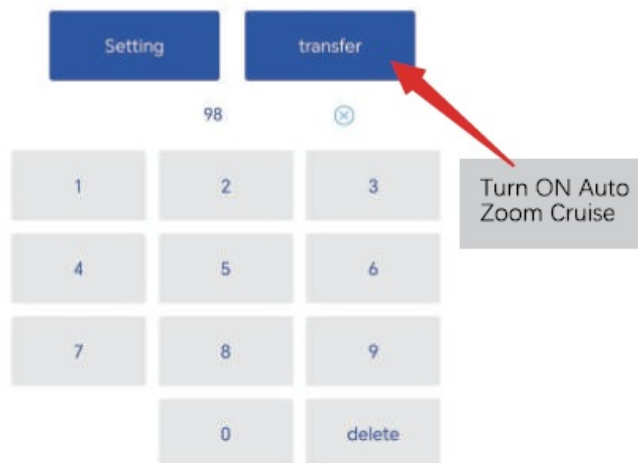 Setting transfer
98
1 2 3
Turn ON Auto
Zoom Cruise
4 5 6
7 8 9
0 delete